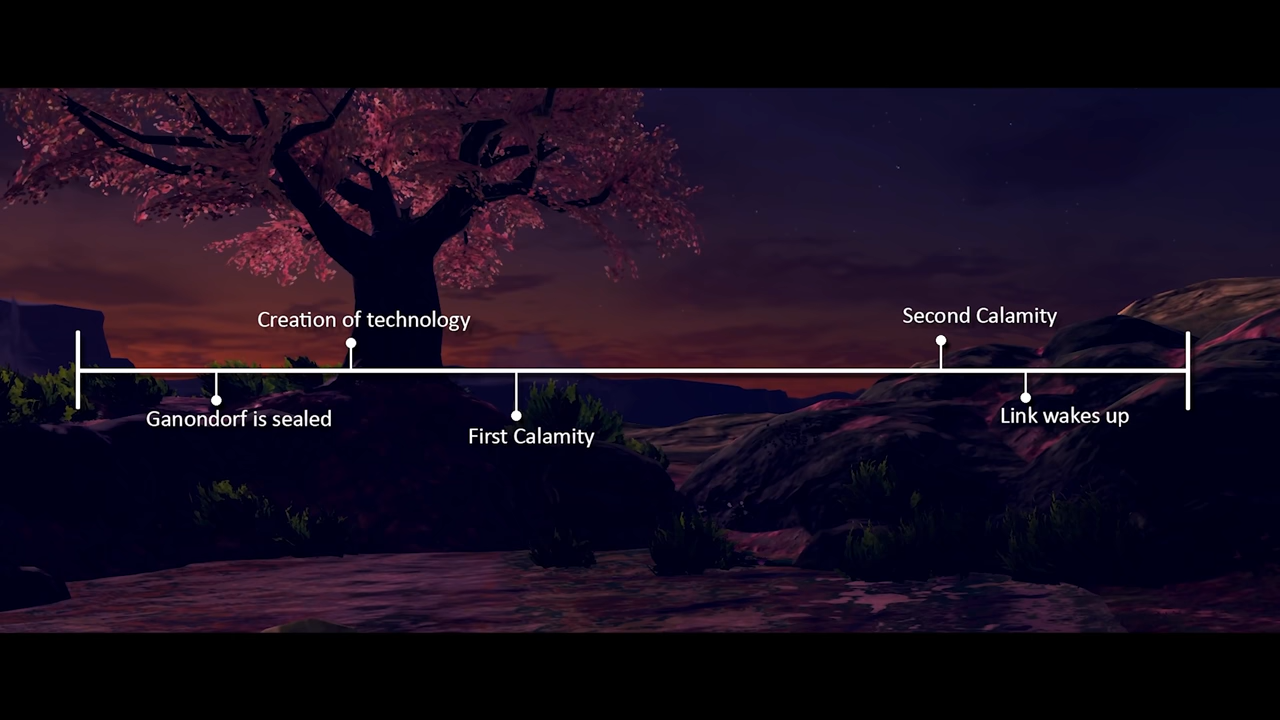 Ganondorf is sealed
Creation of technology
First Calamity
Second Calamity
Link wakes up